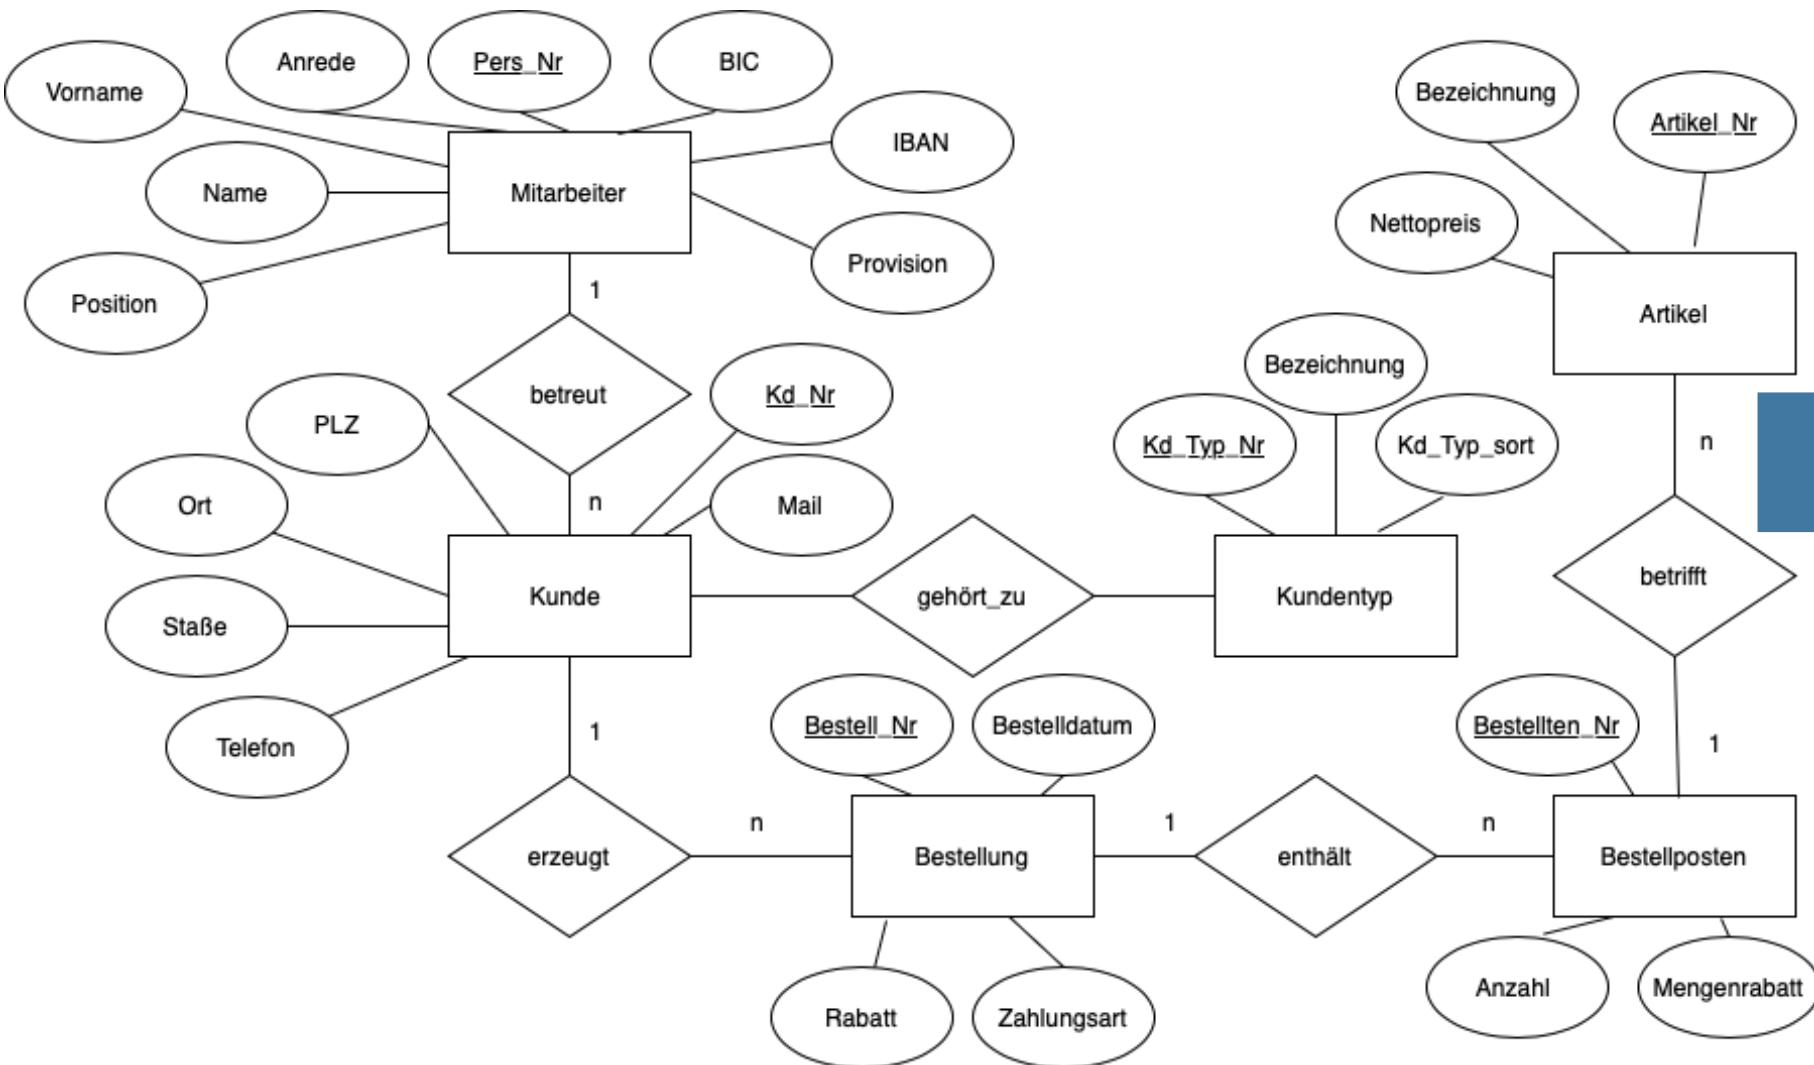 Anrede
Pers_Nr
BIC
Vorname
Bezeichnung
Artikel_Nr
IBAN
Name
Mitarbeiter
Nettopreis
Provision
Position
1
Artikel
Bezeichnung
betreut
Kd_Nr
PLZ
Kd_Typ_Nr
Kd_Typ_sort
n
n
Ort
Mail
betrifft
Kunde
gehört_zu
Kundentyp
Staße
Telefon
1
Bestell_Nr
Bestelldatum
Bestellten_Nr
1
n
1
n
erzeugt
Bestellung
enthält
Bestellposten
Anzahl
Mengenrabatt
Rabatt
Zahlungsart